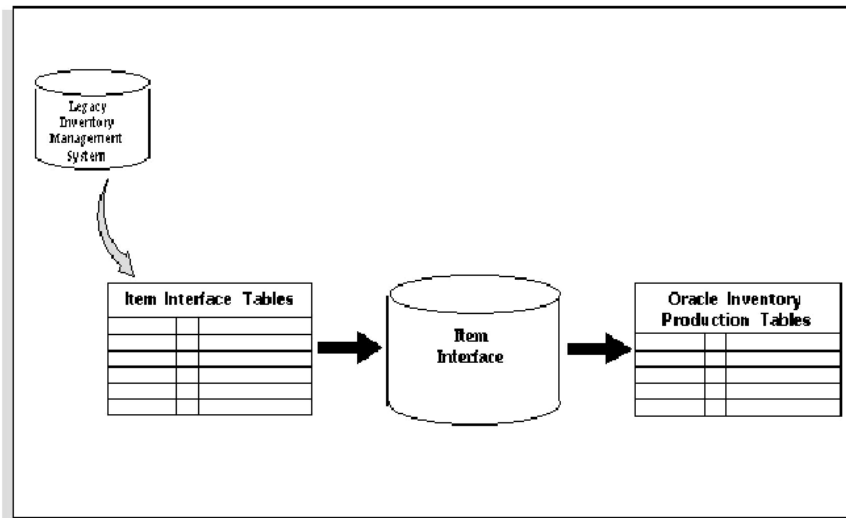 Legacy
Inventory
Management
System
Item Interface Tables
Item
Interface
Oracle Inventory
Production Tables